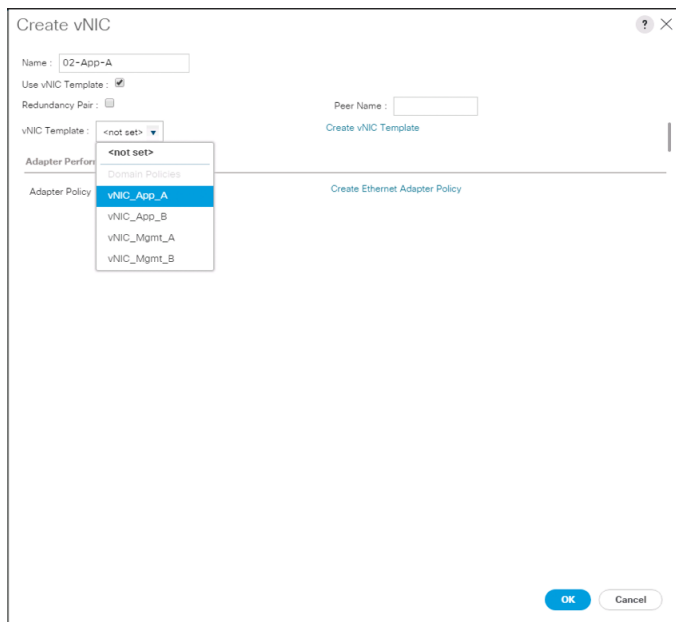 Create vNIC
?
Name : 02-App-A
Use vNIC Template :
Redundancy Pair :
Peer Name :
vNIC Template : <not set>
Create vNIC Template
<not set>
Adapter Perfor
Domain Policies
Adapter Policy
vNIC_App_A
Create Ethernet Adapter Policy
vNIC_App_B
vNIC_Mgmt_A
vNIC_Mgmt_B
OK
Cancel